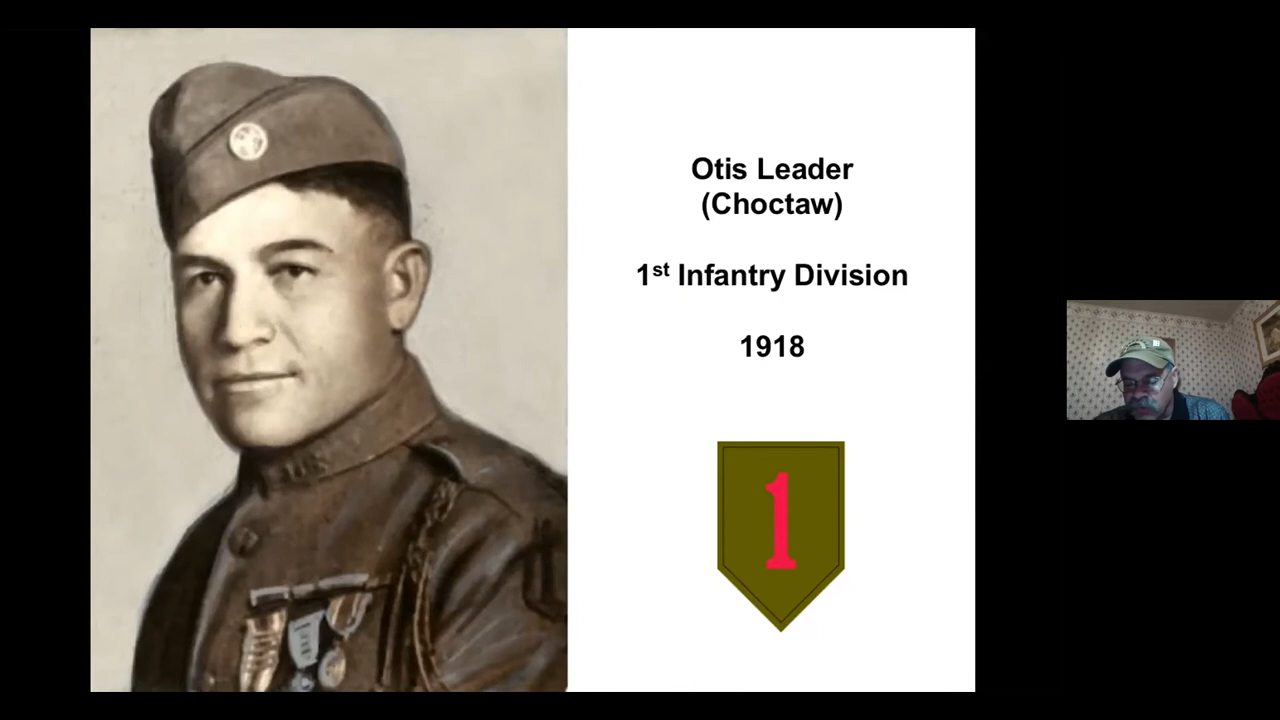 Otis Leader
(Choctaw)
1st Infantry Division
1918
1